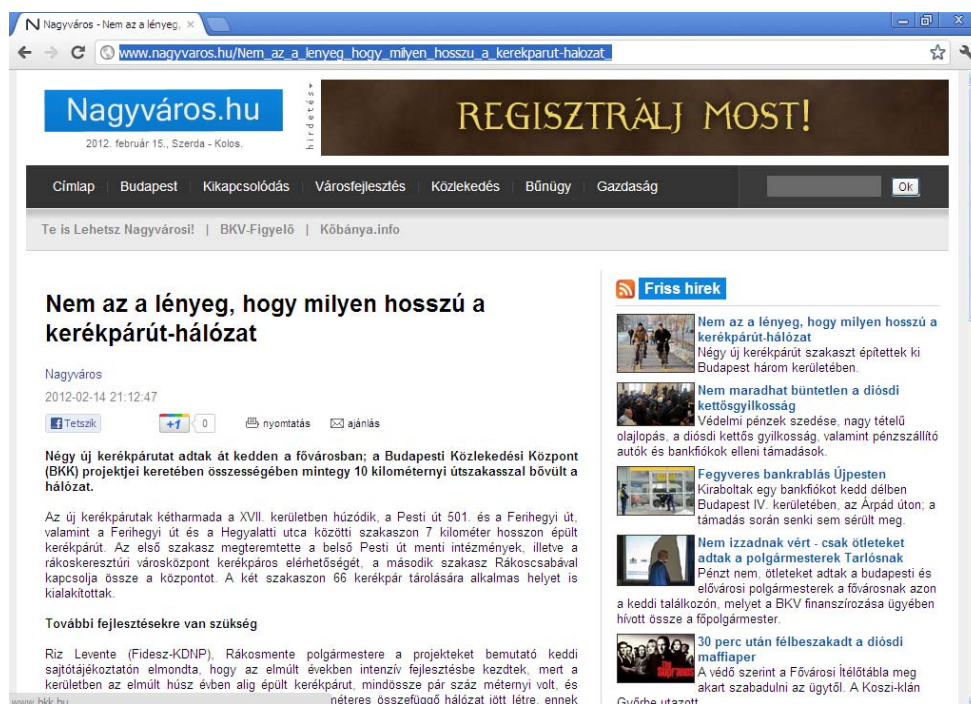 Nagyváros - Nem az a lényeg,
www.nagyvaros.hu/Nem_az_a_lenyeg_hogy_milyen_hosszu_a_kerekparut-halozat_
Nagyváros.hu
2012. február 15., Szerda - Kolos.
hirdetés
REGISZTRÁLJ MOST!
Címlap Budapest Kikapcsolódás Városfejlesztés Közlekedés Bűnügy Gazdaság
Ok
Te is Lehetsz Nagyvárosi! | BKV-Figyelő | Kőbánya.info
Nem az a lényeg, hogy milyen hosszú a
kerékpárút-hálózat
Nagyváros
2012-02-14 21:12:47
Tetszik +1 0 nyomtatás ajánlás
Négy új kerékpárutat adtak át kedden a fővárosban; a Budapesti Közlekedési Központ
(BKK) projektjei keretében összességében mintegy 10 kilométernyi útszakasszal bővült a
hálózat.
Az új kerékpárutak kétharmada a XVII. kerületben húzódik, a Pesti út 501. és a Ferihegyi út,
valamint a Ferihegyi út és a Hegyalatti utca közötti szakaszon 7 kilométer hosszon épült
kerékpárút. Az első szakasz megteremtette a belső Pesti út menti intézmények, illetve a
rákoskeresztúri városközpont kerékpáros elérhetőségét, a második szakasz Rákoscsabával
kapcsolja össze a központot. A két szakaszon 66 kerékpár tárolására alkalmas helyet is
kialakítottak.
További fejlesztésekre van szükség
Riz Levente (Fidesz-KDNP), Rákosmente polgármestere a projekteket bemutató keddi
sajtótájékoztatón elmondta, hogy az elmúlt években intenzív fejlesztésbe kezdtek, mert a
kerületben az elmúlt húsz évben alig épült kerékpárút, mindössze pár száz méternyi volt, és
www.bkk.hu
néteres összefüggő hálózat jött létre, ennek
Friss hírek
Nem az a lényeg, hogy milyen hosszú a
kerékpárút-hálózat
Négy új kerékpárút szakaszt építettek ki
Budapest három kerületében.
Nem maradhat büntetlen a diósdi
kettősgyilkosság
Védelmi pénzek szedése, nagy tételű
olajlopás, a diósdi kettős gyilkosság, valamint pénzszállító
autók és bankfiókok elleni támadások.
Fegyveres bankrablás Újpesten
Kiraboltak egy bankfiókot kedd délben
Budapest IV. kerületében, az Árpád úton; a
támadás során senki sem sérült meg.
Nem izzadnak vért - csak ötleteket
adtak a polgármesterek Tarlósnak
Pénzt nem, ötleteket adtak a budapesti és
elővárosi polgármesterek a fővárosnak azon
a keddi találkozón, melyet a BKV finanszírozása ügyében
hívott össze a főpolgármester.
30 perc után félbeszakadt a diósdi
maffiaper
A védő szerint a Fővárosi Ítélőtábla meg
akart szabadulni az ügytől. A Koszi-klán
Győrbe utazott